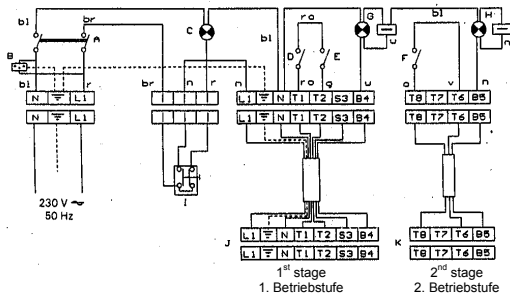 bl br C G bl H
ro
B A bl D E F u n
bl r br n r n ro g u a v n
N L1 L1 N T1 T2 S3 B4 T8 T7 T6 B5
N L1 L1 N T1 T2 S3 B4 T8 T7 T6 B5
230 V ~
50 Hz
I
J L1 N T1 T2 S3 B4 K T8 T7 T6 B5
L1 N T1 T2 S3 B4 T8 T7 T6 B5
1st stage 2nd stage
1. Betriebstufe 2. Betriebstufe